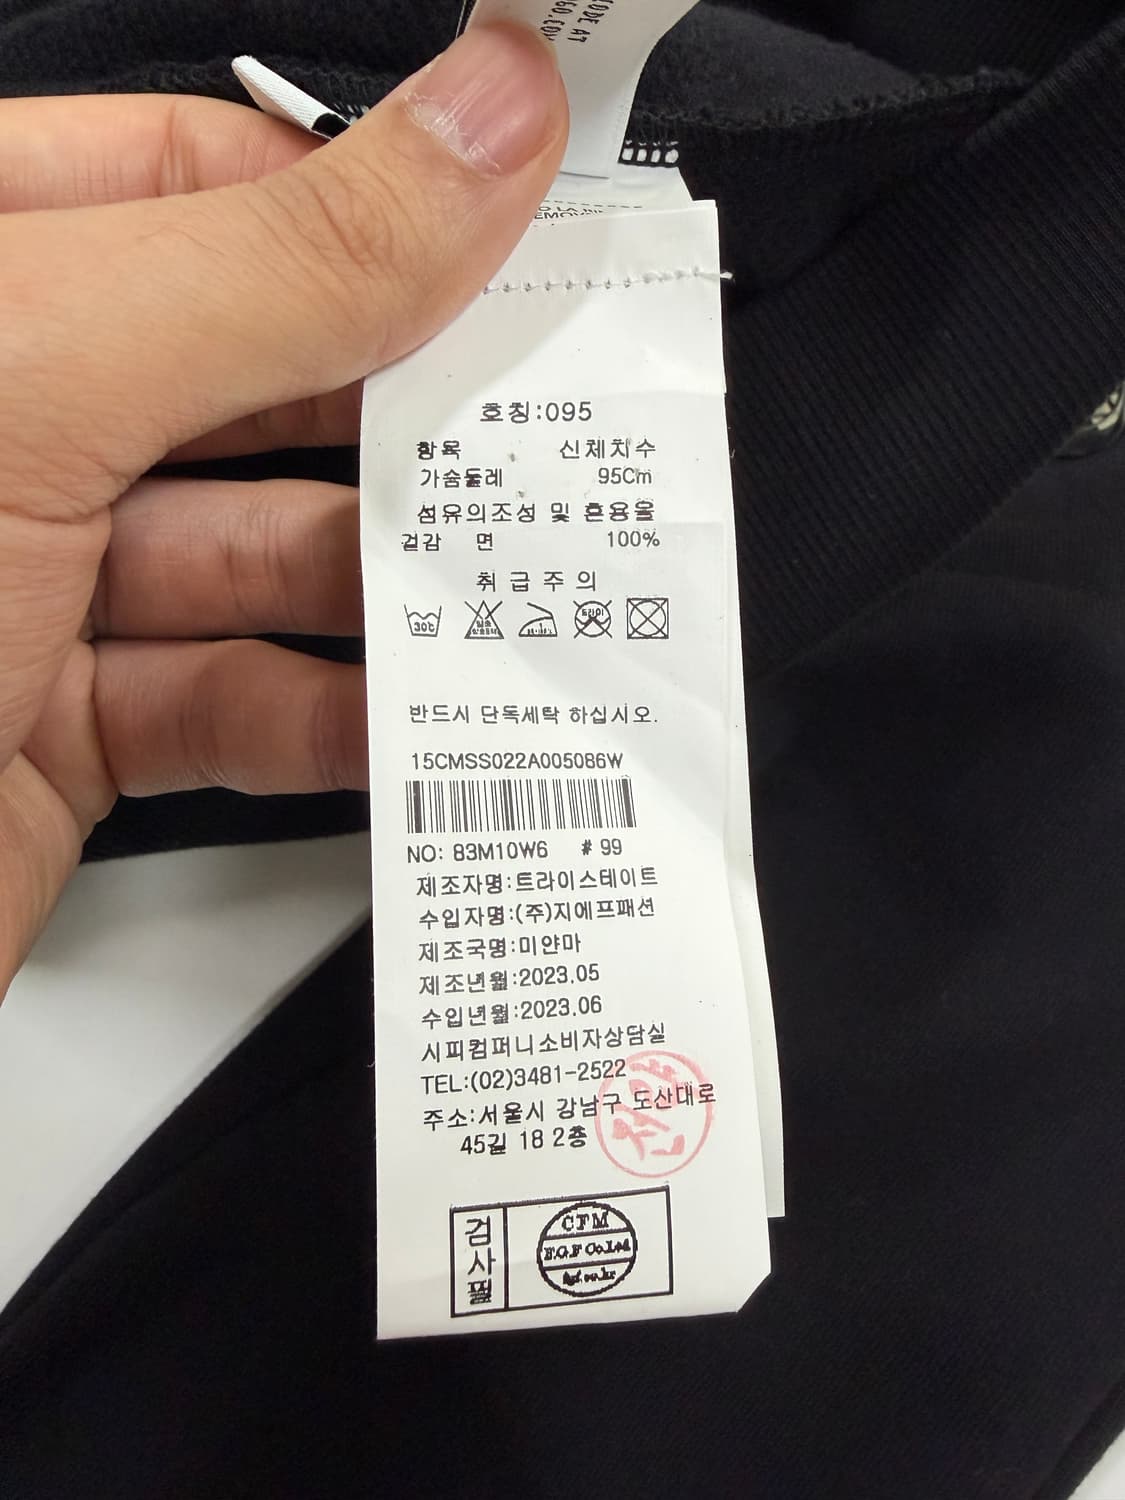 CODE AT
호칭:095
항목 신체치수
가슴둘레 95Cm
섬유의조성 및 혼용율
겉감 면 100%
취급주의
30℃
드라이
반드시 단독세탁 하십시오.
15CMSS022A005086W
NO: 83M10W6 # 99
제조자명:트라이스테이트
수입자명:(주)지에프패션
제조국명:미얀마
제조년월:2023.05
수입년월:2023.06
시피컴퍼니소비자상담실
TEL:(02)3481-2522
주소:서울시 강남구 도산대로
45길 18 2층
검사필
CFM